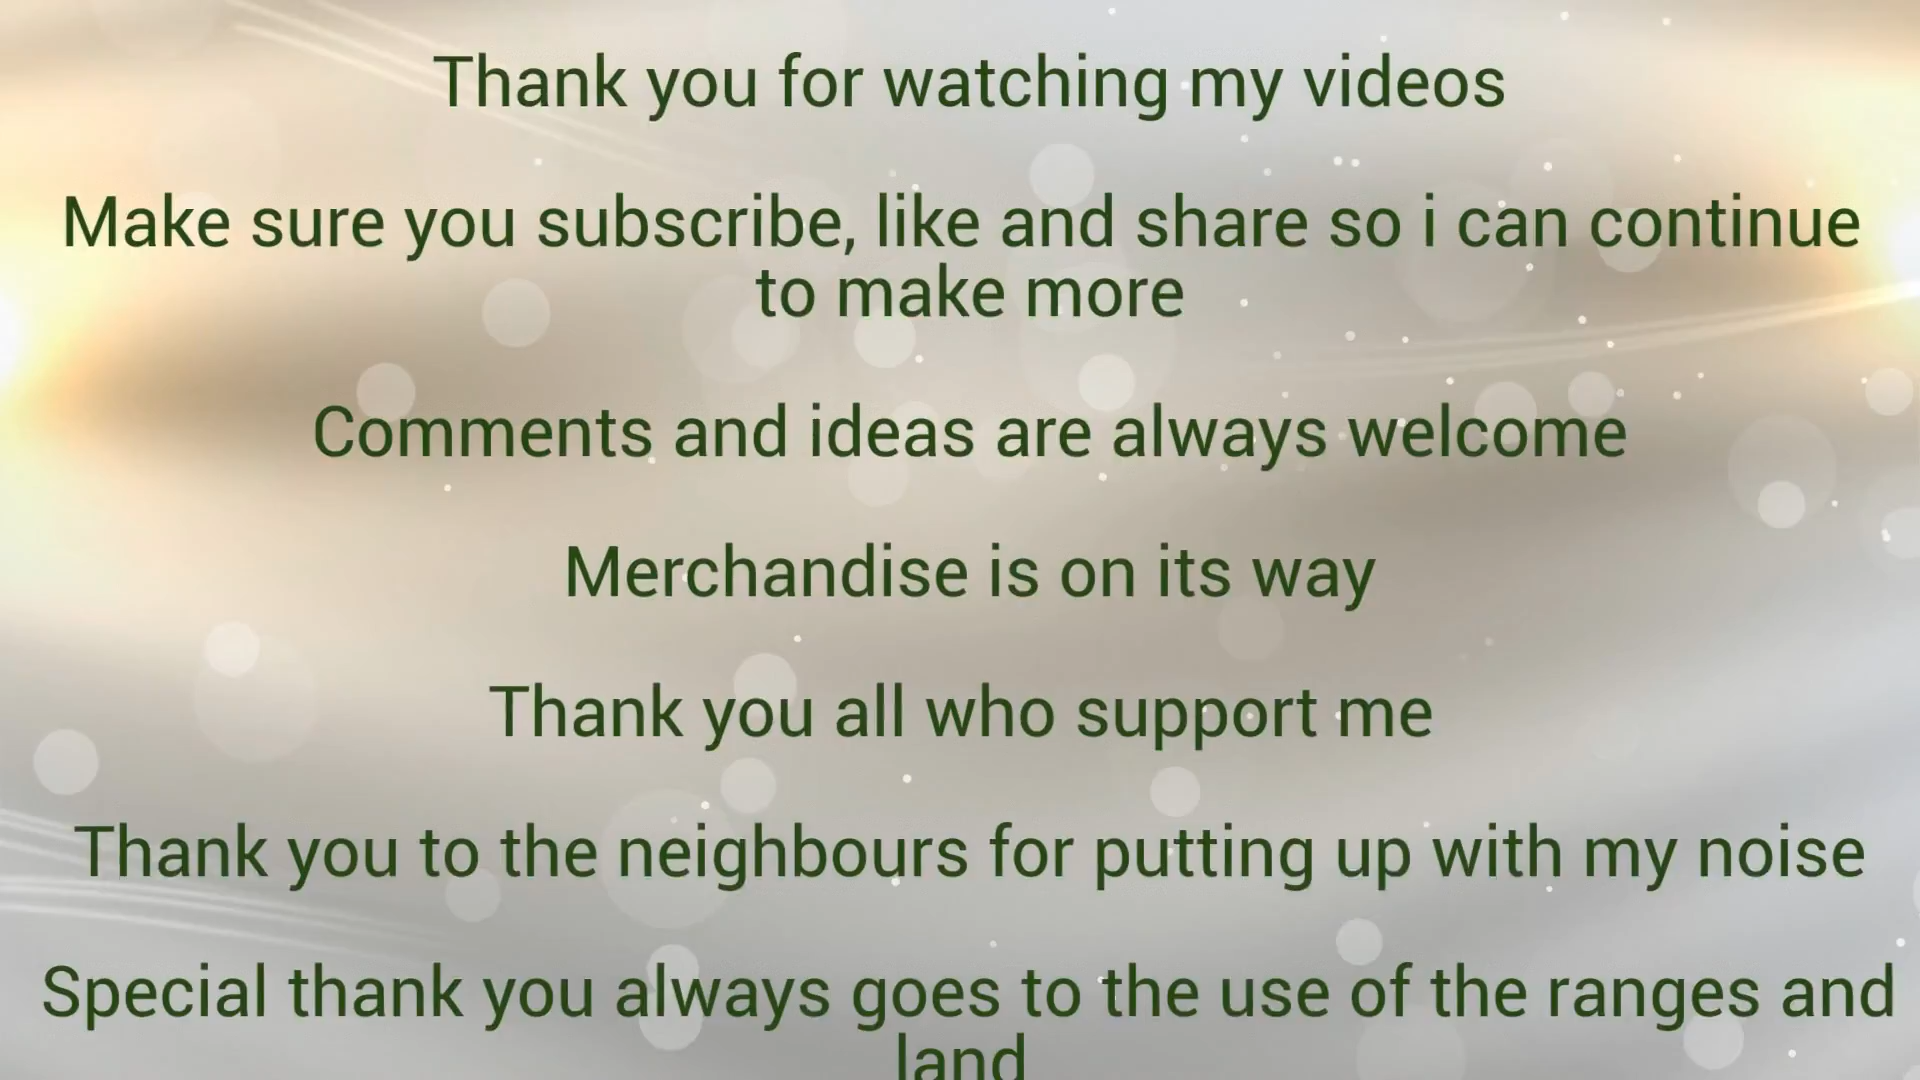 Thank you for watching my videos
Make sure you subscribe, like and share so i can continue
to make more
Comments and ideas are always welcome
Merchandise is on its way
Thank you all who support me
Thank you to the neighbours for putting up with my noise
Special thank you always goes to the use of the ranges and
land